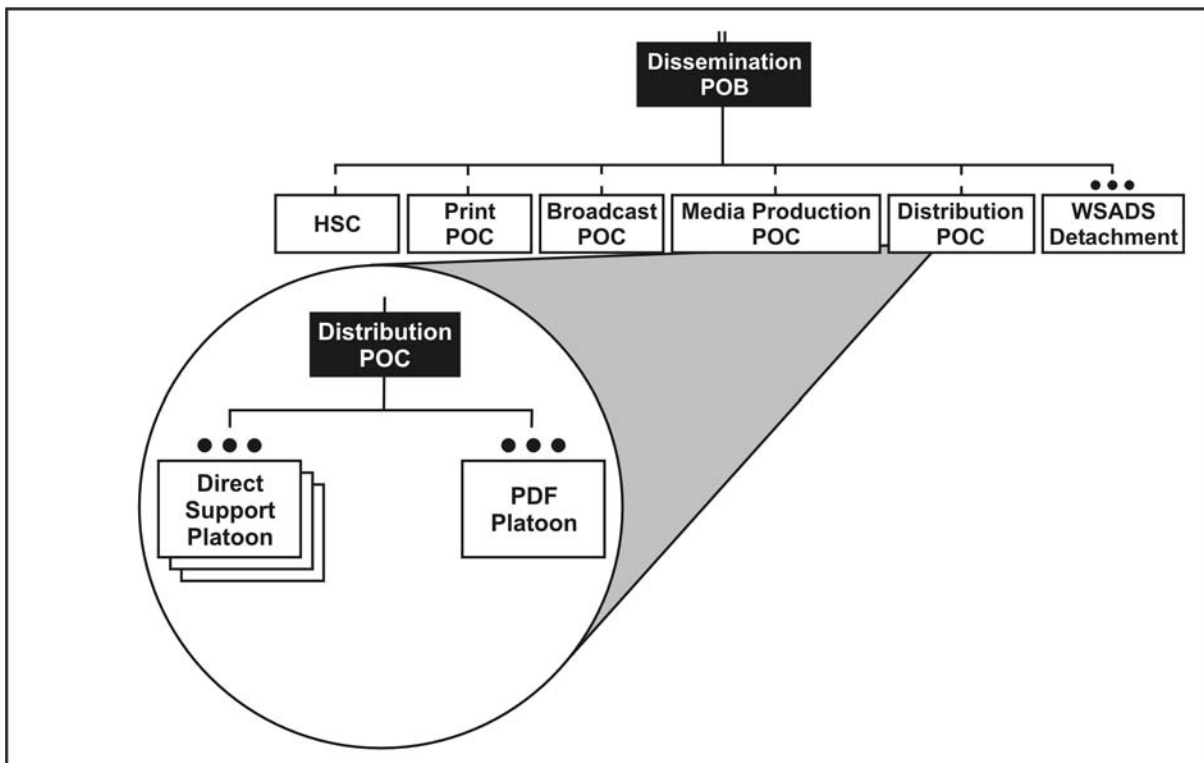 Dissemination
POB
HSC
Print
POC
Broadcast
POC
Media Production
POC
Distribution
POC
WSADS
Detachment
Distribution
POC
Direct
Support
Platoon
PDF
Platoon